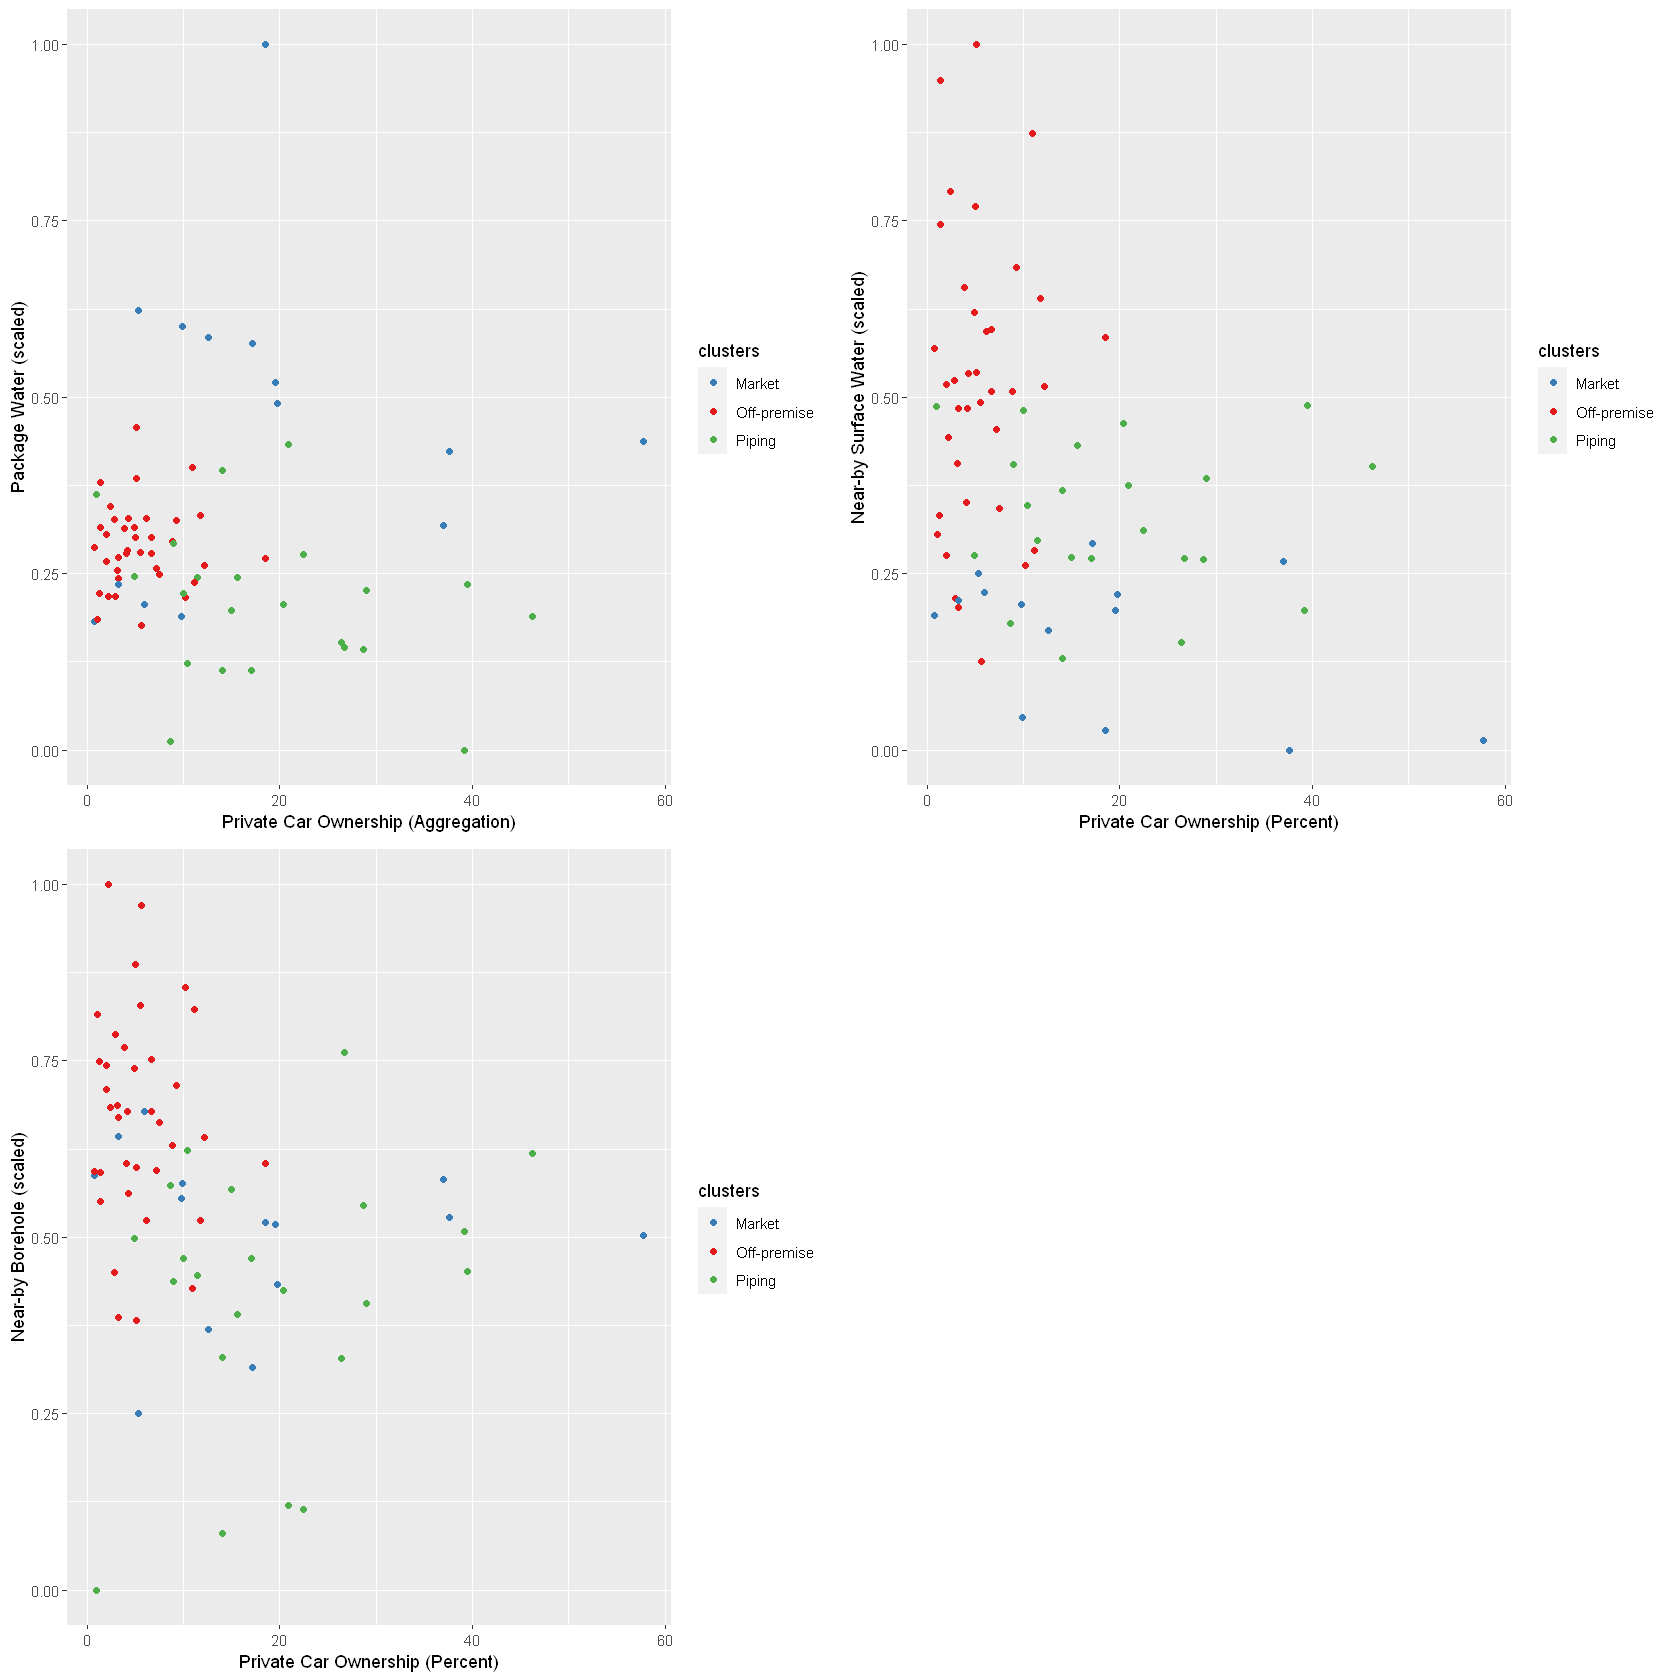 1.00
0.75
0.50
0.25
0.00
Package Water (scaled)
0
20
40
60
Private Car Ownership (Aggregation)
clusters
Market
Off-premise
Piping
1.00
0.75
0.50
0.25
0.00
Near-by Surface Water (scaled)
0
20
40
60
Private Car Ownership (Percent)
clusters
Market
Off-premise
Piping
1.00
0.75
0.50
0.25
0.00
Near-by Borehole (scaled)
0
20
40
60
Private Car Ownership (Percent)
clusters
Market
Off-premise
Piping